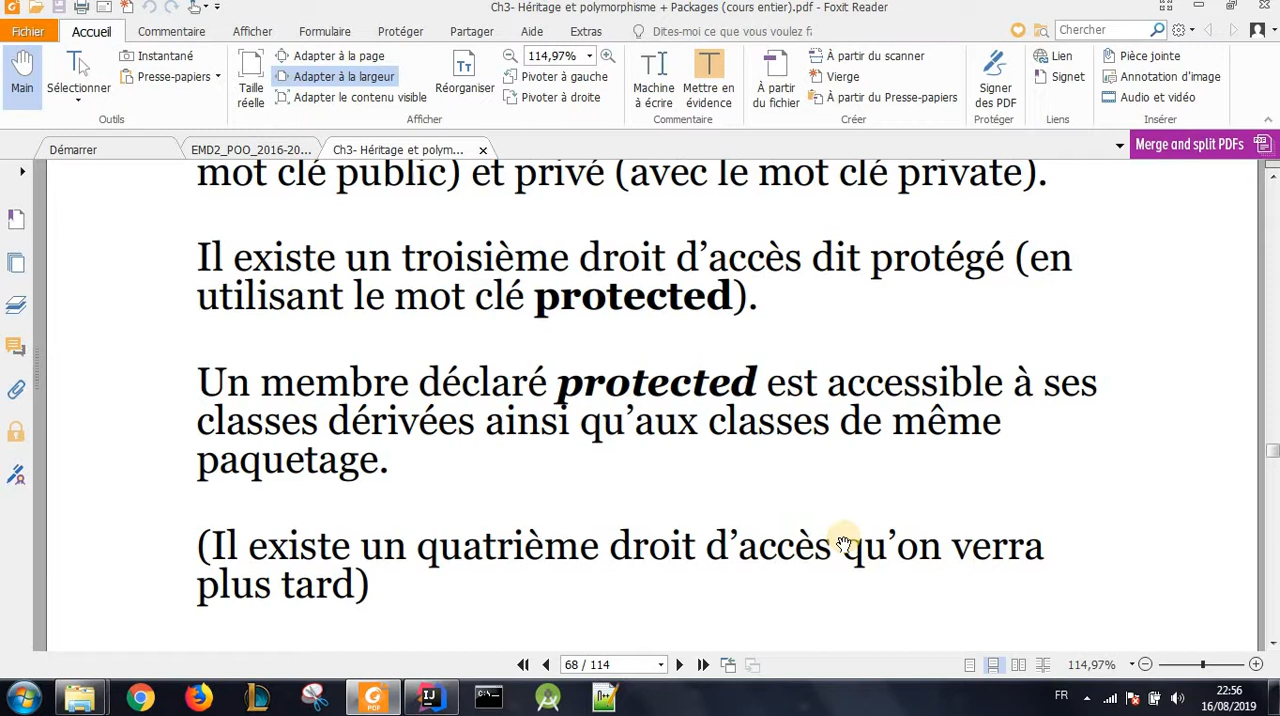 Ch3- Héritage et polymorphisme + Packages (cours entier).pdf - Foxit Reader
Fichier Accueil Commentaire Afficher Formulaire Protéger Partager Aide Extras Dites-moi ce que vous voulez f Chercher
Main
Sélectionner
Instantané
Presse-papiers
Outils
Taille réelle
Adapter à la page
Adapter à la largeur
Adapter le contenu visible
Réorganiser
114,97%
Pivoter à gauche
Pivoter à droite
Afficher
Machine à écrire
Mettre en évidence
Commentaire
À partir du fichier
À partir du scanner
Vierge
À partir du Presse-papiers
Créer
Signer des PDF
Protéger
Lien
Signet
Liens
Pièce jointe
Annotation d'image
Audio et vidéo
Insérer
Démarrer EMD2_POO_2016-20... Ch3- Héritage et polym... Merge and split PDFs
mot clé public) et privé (avec le mot clé private).
Il existe un troisième droit d’accès dit protégé (en
utilisant le mot clé protected).
Un membre déclaré protected est accessible à ses
classes dérivées ainsi qu’aux classes de même
paquetage.
(Il existe un quatrième droit d’accès qu’on verra
plus tard)
68 / 114 114,97%
FR 22:56
16/08/2019